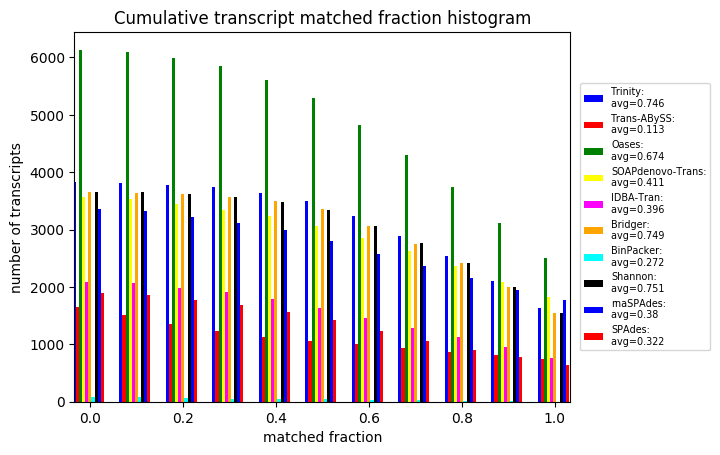 Cumulative transcript matched fraction histogram
number of transcripts
6000
5000
4000
3000
2000
1000
0
0.0 0.2 0.4 0.6 0.8 1.0
matched fraction
Trinity:
avg=0.746
Trans-ABySS:
avg=0.113
Oases:
avg=0.674
SOAPdenovo-Trans:
avg=0.411
IDBA-Tran:
avg=0.396
Bridger:
avg=0.749
BinPacker:
avg=0.272
Shannon:
avg=0.751
rnaSPAdes:
avg=0.38
SPAdes:
avg=0.322